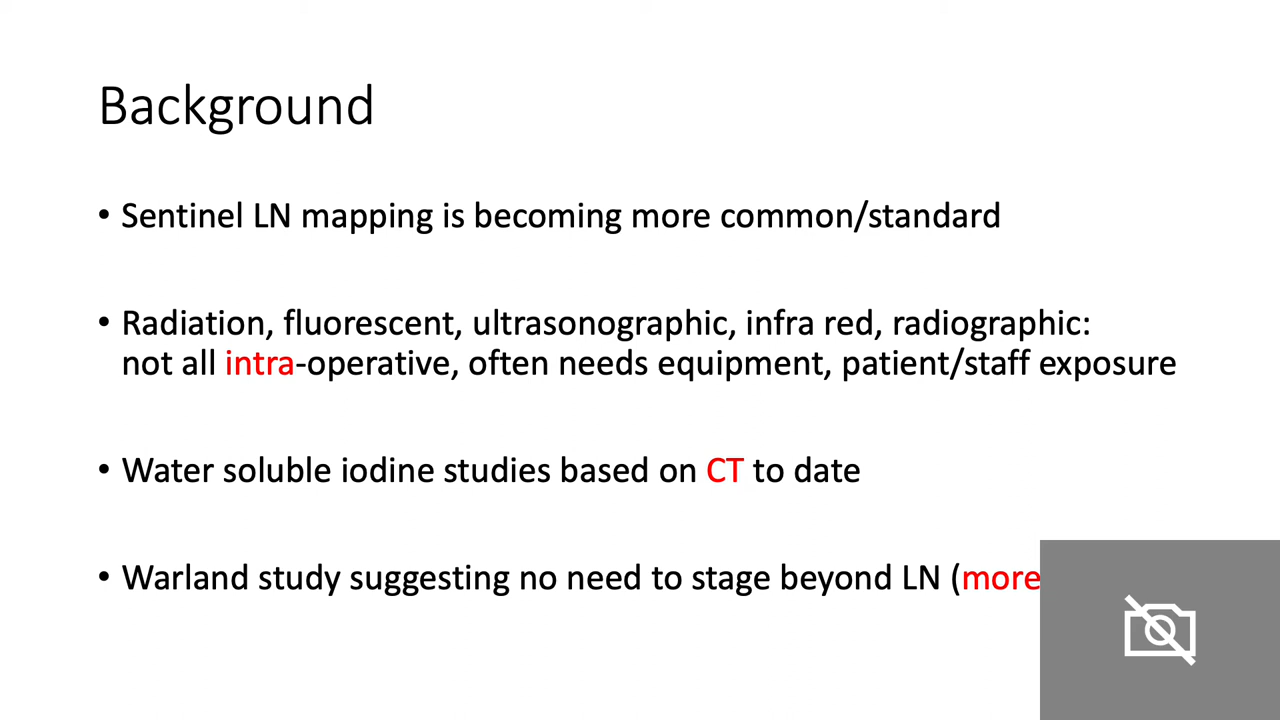 Background
• Sentinel LN mapping is becoming more common/standard
• Radiation, fluorescent, ultrasonographic, infra red, radiographic:
not all intra-operative, often needs equipment, patient/staff exposure
• Water soluble iodine studies based on CT to date
• Warland study suggesting no need to stage beyond LN (more